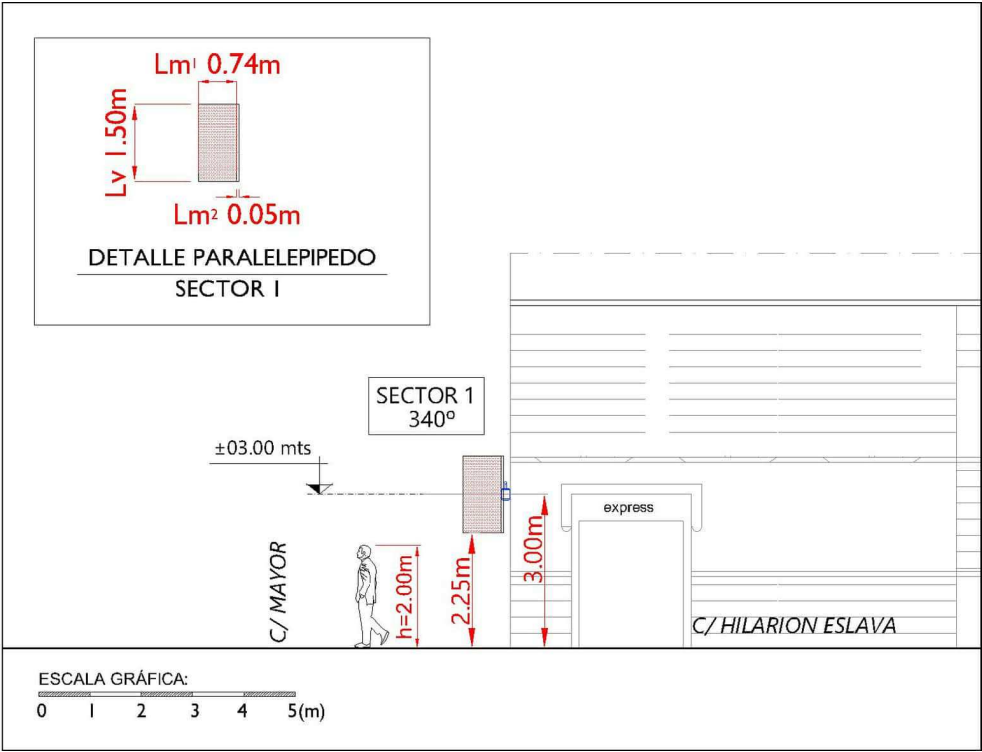 Lm¹ 0.74m
Lv 1.50m
Lm² 0.05m
DETALLE PARALELEPIPEDO
SECTOR I
SECTOR 1
340º
±03.00 mts
express
C/ MAYOR
h=2.00m
2.25m
3.00m
C/ HILARION ESLAVA
ESCALA GRÁFICA:
0 1 2 3 4 5(m)